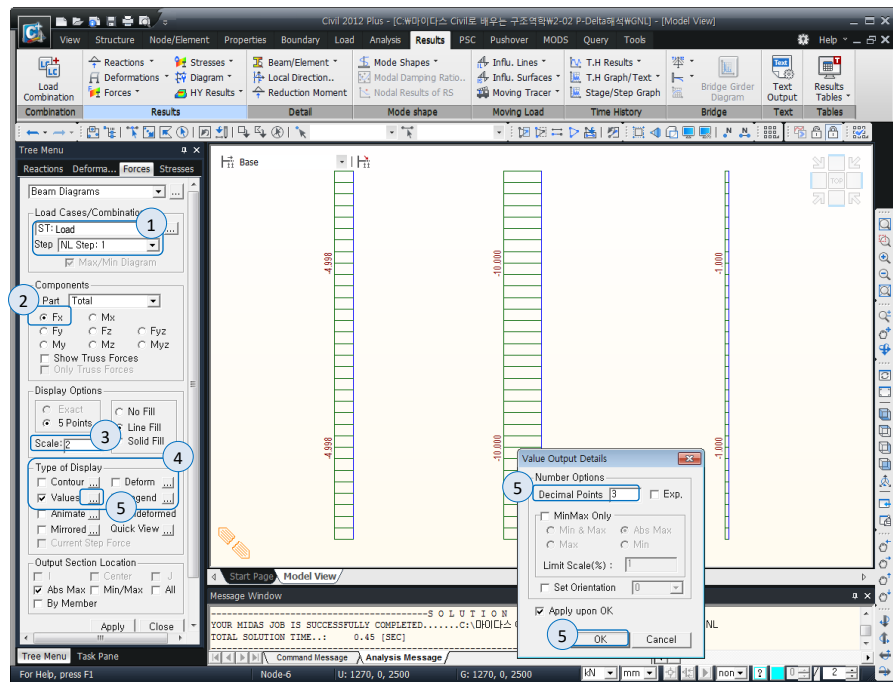 Civil 2012 Plus - [C:₩마이다스 Civil로 배우는 구조역학₩2-02 P-Delta해석₩GNL] - [Model View]
View Structure Node/Element Properties Boundary Load Analysis Results PSC Pushover MODS Query Tools Help
Reactions Stresses Beam/Element Mode Shapes Influ. Lines T.H Results
Deformations Diagram Local Direction.. Modal Damping Ratio.. Influ. Surfaces T.H Graph/Text
Forces HY Results Reduction Moment Nodal Results of RS Moving Tracer Stage/Step Graph
Load Combination
Bridge Girder Diagram
Text Output
Results Tables
Combination Results Detail Mode shape Moving Load Time History Bridge Text Tables
Tree Menu
Reactions Deforma... Forces Stresses
Beam Diagrams ...
Load Cases/Combination
ST: Load ...
1
Step NL Step: 1
Max/Min Diagram
Components
2
Part Total
Fx Mx
Fy Fz Fyz
My Mz Myz
Show Truss Forces
Only Truss Forces
Display Options
Exact No Fill
5 Points Line Fill
Scale: 2 Solid Fill
3
4
Type of Display
Contour ... Deform ...
Values ... ...
5
Animate ...
Mirrored ... Quick View ...
Current Step Force
Output Section Location
I Center J
Abs Max Min/Max All
By Member
Apply Close
Tree Menu Task Pane
Base
TOP
-4.998 -10.000 -1.000
-4.998 -10.000 -1.000
Value Output Details
Number Options
5
Decimal Points 3 Exp.
MinMax Only
Min & Max Abs Max
Max Min
Limit Scale(%) : 1
Set Orientation 0
Apply upon OK
5
OK Cancel
Start Page Model View
Message Window
S O L U T I O N
YOUR MIDAS JOB IS SUCCESSFULLY COMPLETED.......C:₩마이다스 NL
TOTAL SOLUTION TIME..: 0.45 [SEC]
Command Message Analysis Message
For Help, press F1 Node-6 U: 1270, 0, 2500 G: 1270, 0, 2500 kN mm non ? 0 / 2